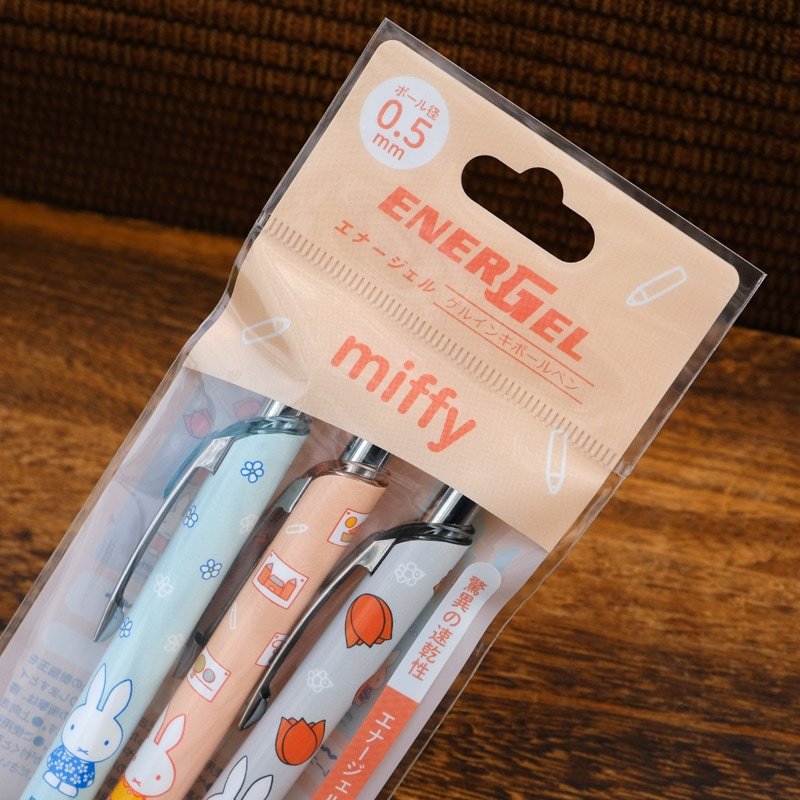 ボール径
0.5
mm
ENERGEL
エナージェル
ゲルインキボールペン
miffy
驚異の速乾性
エナージェル